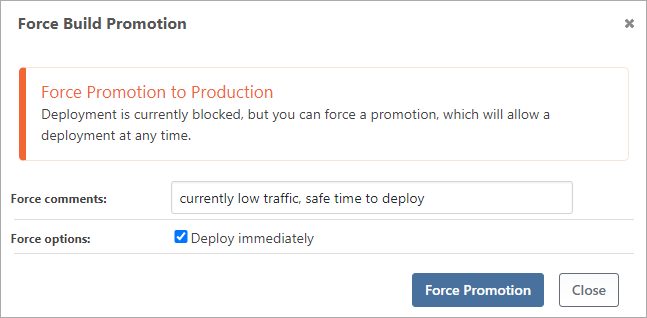 Force Build Promotion
Force Promotion to Production
Deployment is currently blocked, but you can force a promotion, which will allow a
deployment at any time.
Force comments:
currently low traffic, safe time to deploy
Force options:
Deploy immediately
Force Promotion
Close